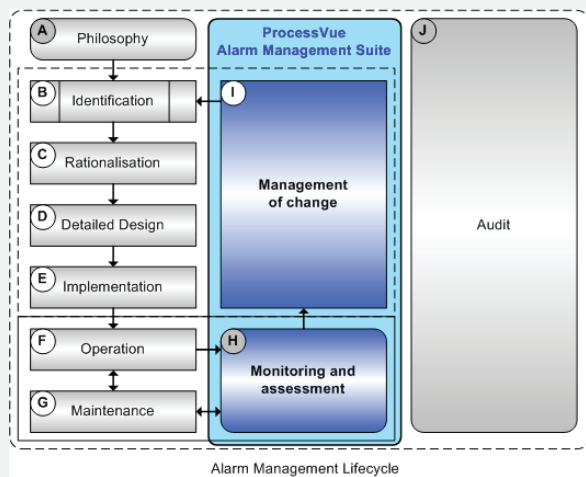 A
Philosophy
ProcessVue
Alarm Management Suite
J
B
Identification
I
C
Rationalisation
Management
of change
D
Detailed Design
Audit
E
Implementation
F
Operation
H
Monitoring and
assessment
G
Maintenance
Alarm Management Lifecycle